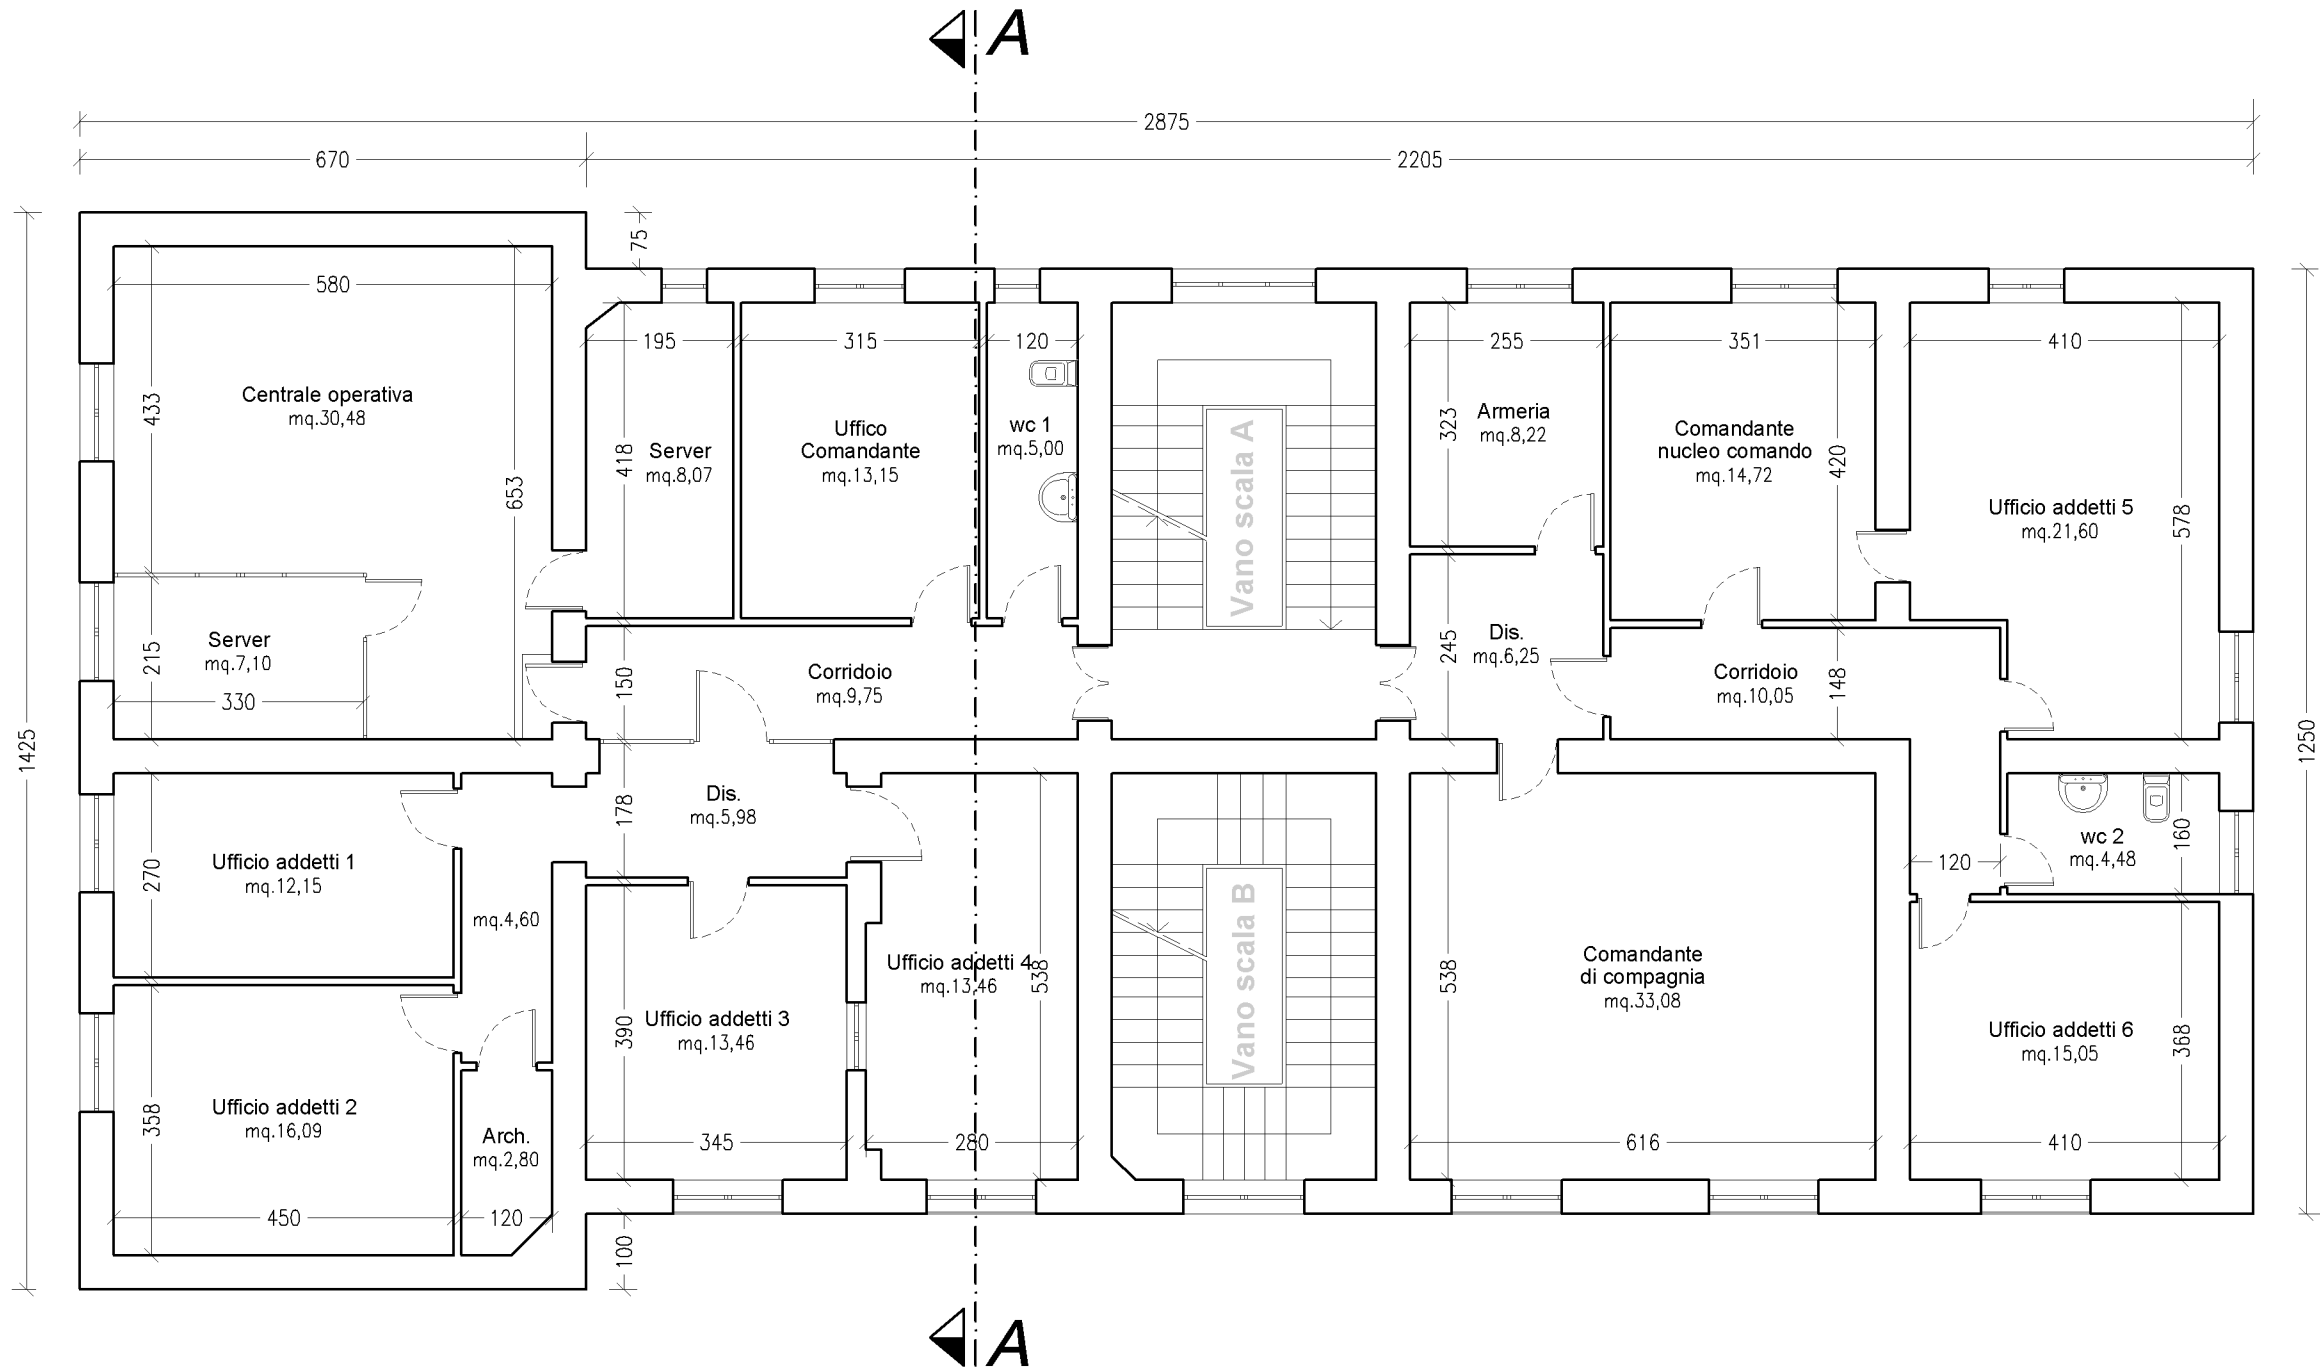 A
2875
670
2205
75
580
195
315
120
255
351
410
433
Centrale operativa
mq.30,48
653
418
Server
mq.8,07
Uffico
Comandante
mq.13,15
wc 1
mq.5,00
Vano scala A
323
Armeria
mq.8,22
Comandante
nucleo comando
mq.14,72
420
Ufficio addetti 5
mq.21,60
578
215
Server
mq.7,10
330
150
Corridoio
mq.9,75
245
Dis.
mq.6,25
Corridoio
mq.10,05
148
1425
1250
270
Ufficio addetti 1
mq.12,15
178
Dis.
mq.5,98
wc 2
mq.4,48
160
120
mq.4,60
Ufficio addetti 4
mq.13,46
538
Vano scala B
538
Comandante
di compagnia
mq.33,08
358
Ufficio addetti 2
mq.16,09
Arch.
mq.2,80
390
Ufficio addetti 3
mq.13,46
Ufficio addetti 6
mq.15,05
368
345
280
616
410
450
120
100
A